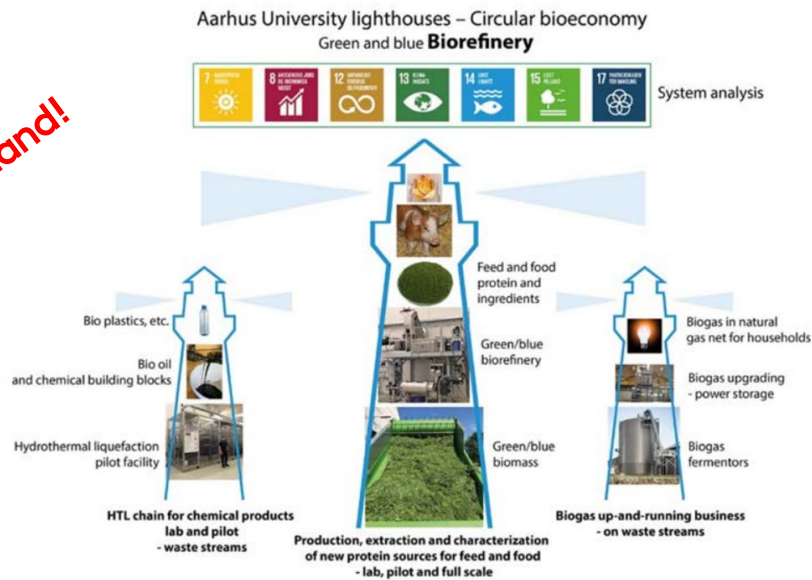 Aarhus University lighthouses – Circular bioeconomy
Green and blue Biorefinery
7
8
12
13
14
15
17
System analysis
and!
Feed and food
protein and
ingredients
Green/blue
biorefinery
Green/blue
biomass
Bio plastics, etc.
Bio oil
and chemical building blocks
Hydrothermal liquefaction
pilot facility
Biogas in natural
gas net for households
Biogas upgrading
- power storage
Biogas
fermentors
HTL chain for chemical products
lab and pilot
- waste streams
Production, extraction and characterization
of new protein sources for feed and food
- lab, pilot and full scale
Biogas up-and-running business
- on waste streams